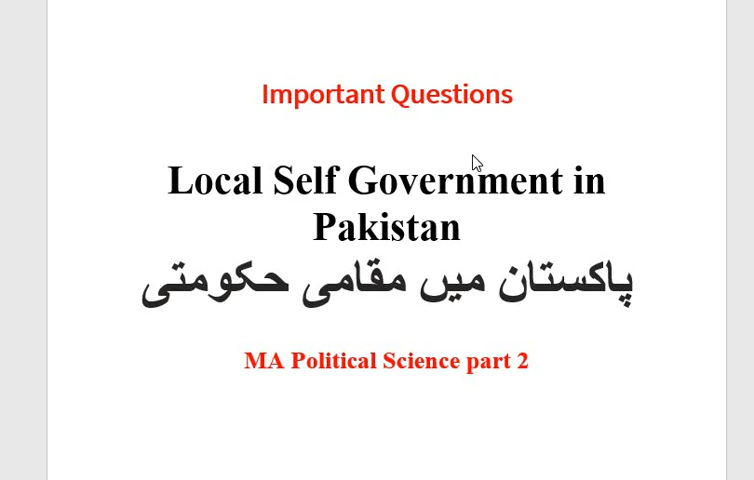 Important Questions
Local Self Government in
Pakistan
پاکستان میں مقامی حکومتی
MA Political Science part 2